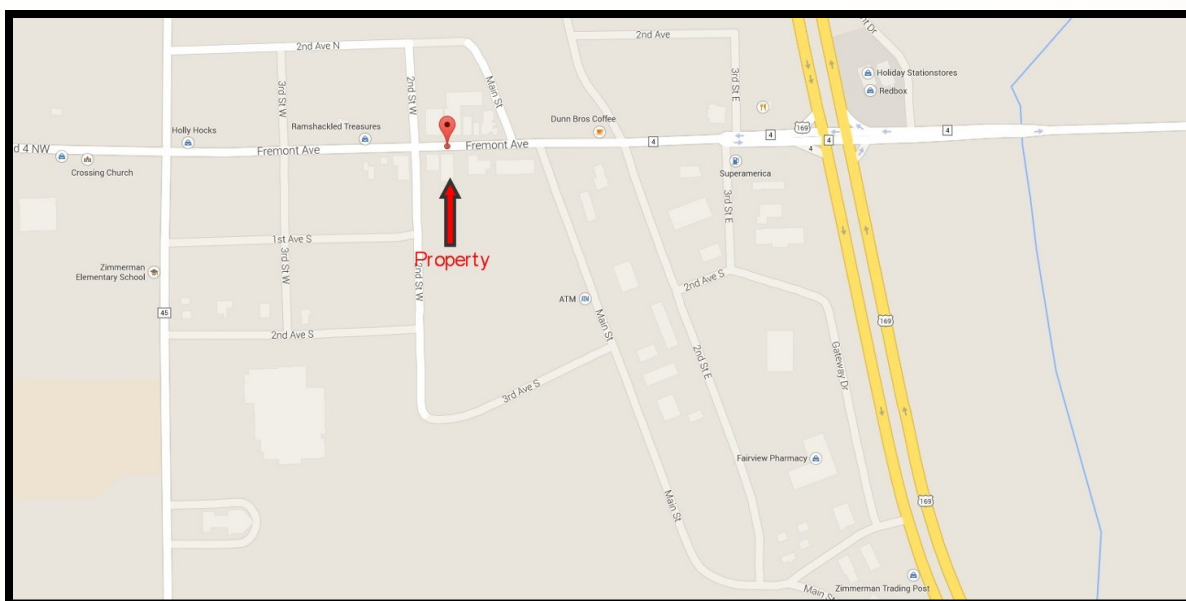 2nd Ave N
2nd Ave
3rd St W
2nd St W
Main St
3rd St E
Holiday Stationstores
Redbox
Holly Hocks
Ramshackled Treasures
Dunn Bros Coffee
169
4
4
4
4
4
d 4 NW
Fremont Ave
Fremont Ave
Crossing Church
Superamerica
3rd St E
1st Ave S
3rd St W
Property
2nd St W
Zimmerman
Elementary School
2nd Ave S
ATM
ATM
45
2nd Ave S
Main St
169
2nd St E
Gateway Dr
3rd Ave S
Fairview Pharmacy
Main St
169
Zimmerman Trading Post
Main St